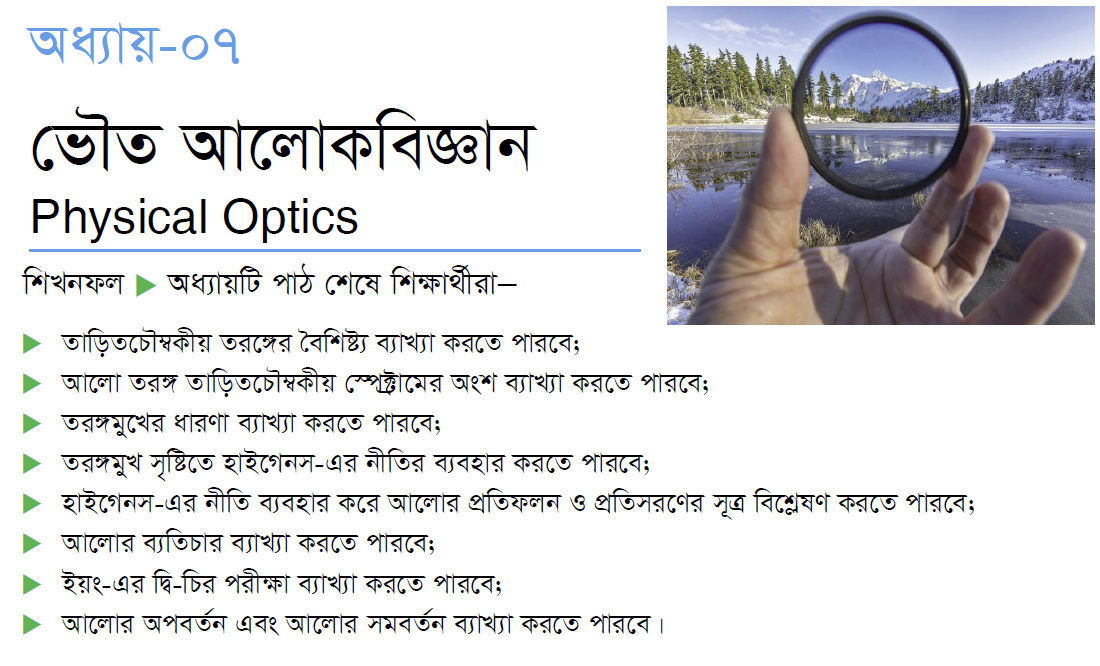 অধ্যায়-০৭
ভৌত আলোকবিজ্ঞান
Physical Optics
শিখনফল ▶ অধ্যায়টি পাঠ শেষে শিক্ষার্থীরা–
▶ তাড়িতচৌম্বকীয় তরঙ্গের বৈশিষ্ট্য ব্যাখ্যা করতে পারবে;
▶ আলো তরঙ্গ তাড়িতচৌম্বকীয় স্পেক্ট্রামের অংশ ব্যাখ্যা করতে পারবে;
▶ তরঙ্গমুখের ধারণা ব্যাখ্যা করতে পারবে;
▶ তরঙ্গমুখ সৃষ্টিতে হাইগেনস-এর নীতির ব্যবহার করতে পারবে;
▶ হাইগেনস-এর নীতি ব্যবহার করে আলোর প্রতিফলন ও প্রতিসরণের সূত্র বিশ্লেষণ করতে পারবে;
▶ আলোর ব্যতিচার ব্যাখ্যা করতে পারবে;
▶ ইয়ং-এর দ্বি-চির পরীক্ষা ব্যাখ্যা করতে পারবে;
▶ আলোর অপবর্তন এবং আলোর সমবর্তন ব্যাখ্যা করতে পারবে।